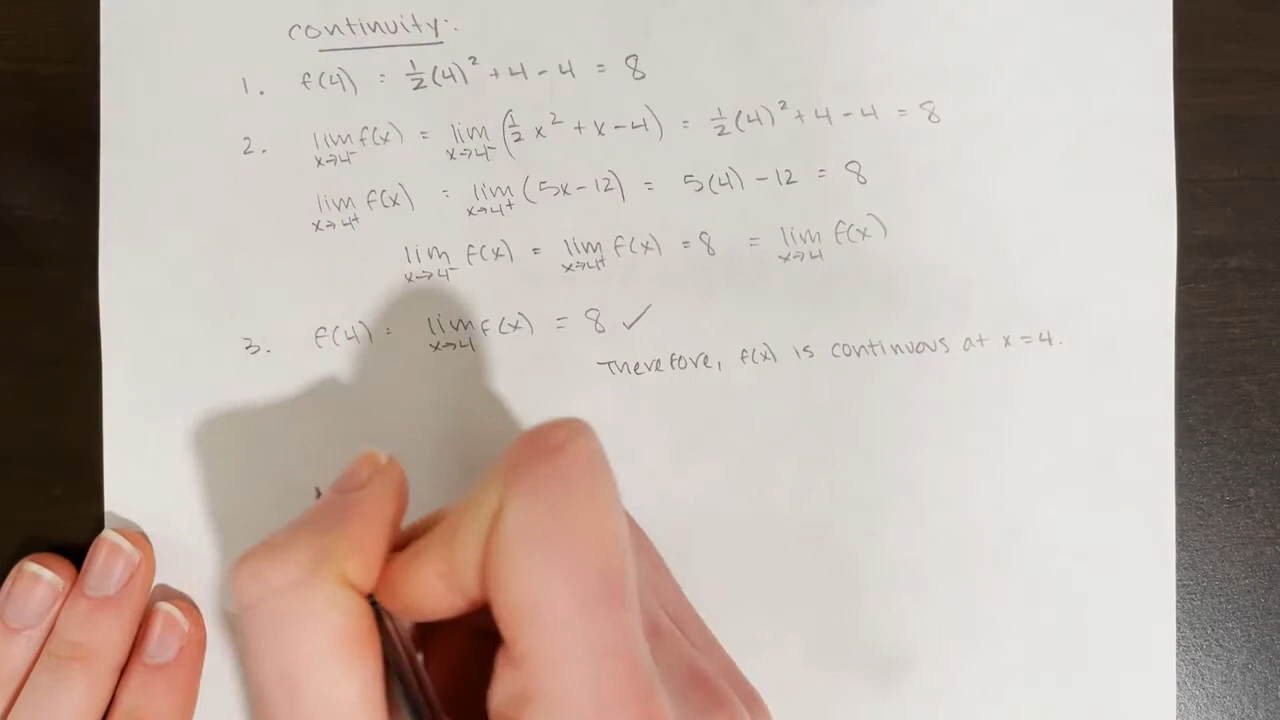 continuity:
1. f(4) = ½(4)² + 4 - 4 = 8
2. lim x→4⁻ f(x) = lim x→4⁻ (½x² + x - 4) = ½(4)² + 4 - 4 = 8
lim x→4⁺ f(x) = lim x→4⁺ (5x - 12) = 5(4) - 12 = 8
lim x→4⁻ f(x) = lim x→4⁺ f(x) = 8 = lim x→4 f(x)
3. f(4) = lim x→4 f(x) = 8 ✓
Therefore, f(x) is continuous at x = 4.